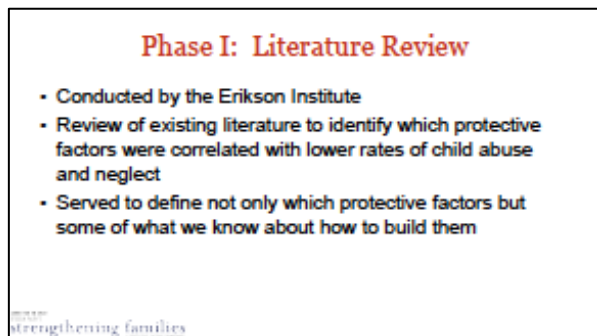 Phase I: Literature Review
• Conducted by the Erikson Institute
• Review of existing literature to identify which protective
factors were correlated with lower rates of child abuse
and neglect
• Served to define not only which protective factors but
some of what we know about how to build them
strengthening families